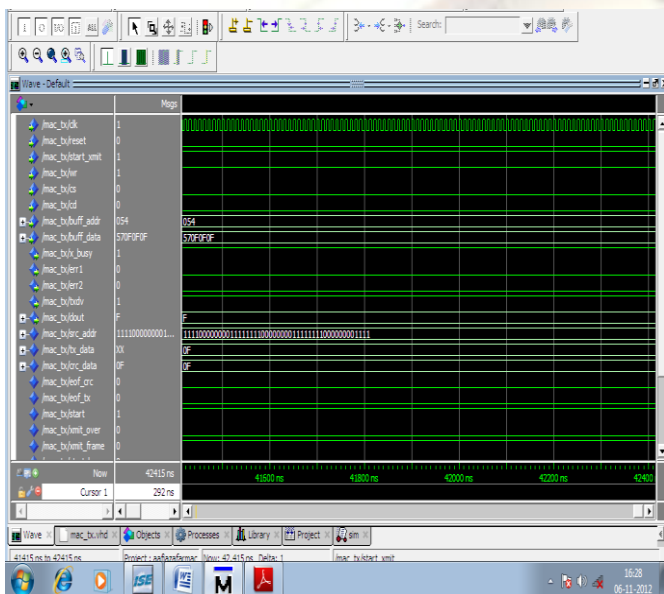 Search:
Wave - Default
Msgs
/mac_tx/clk 1
/mac_tx/reset 0
/mac_tx/start_xmit 1
/mac_tx/wr 1
/mac_tx/cs 0
/mac_tx/cd 0
/mac_tx/buff_addr 054 054
/mac_tx/buff_data 570F0F0F 570F0F0F
/mac_tx/x_busy 1
/mac_tx/err1 0
/mac_tx/err2 0
/mac_tx/txdv 1
/mac_tx/dout F F
/mac_tx/src_addr 1111000000001... 111100000000111111110000000011111111000000001111
/mac_tx/tx_data XX 0F
/mac_tx/crc_data 0F 0F
/mac_tx/eof_crc 0
/mac_tx/eof_tx 0
/mac_tx/start 1
/mac_tx/xmit_over 0
/mac_tx/xmit_frame 0
Now 42415 ns 41600 ns 41800 ns 42000 ns 42200 ns 42400
Cursor 1 292 ns
Wave mac_tx.vhd Objects Processes Library Project sim
41415 ns to 42415 ns Project : aafiazafarmac Now: 42,415 ns Delta: 1 /mac_tx/start_xmit
ISE W M
16:28
06-11-2012